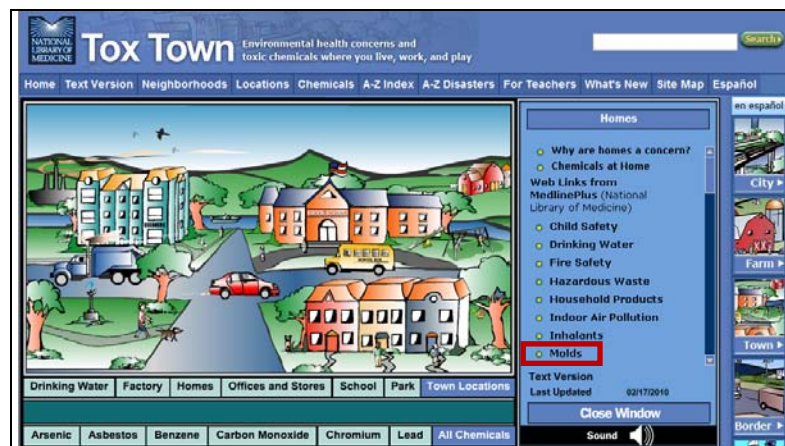 NATIONAL
LIBRARY OF
MEDICINE
Tox Town
Environmental health concerns and
toxic chemicals where you live, work, and play
Search
Home Text Version Neighborhoods Locations Chemicals A-Z Index A-Z Disasters For Teachers What's New Site Map Español
Homes
Why are homes a concern?
Chemicals at Home
Web Links from
MedlinePlus (National
Library of Medicine)
Child Safety
Drinking Water
Fire Safety
Hazardous Waste
Household Products
Indoor Air Pollution
Inhalants
Molds
Text Version
Last Updated 02/17/2010
Close Window
Sound
en español
City
Farm
Town
Border
Drinking Water Factory Homes Offices and Stores School Park Town Locations
Arsenic Asbestos Benzene Carbon Monoxide Chromium Lead All Chemicals